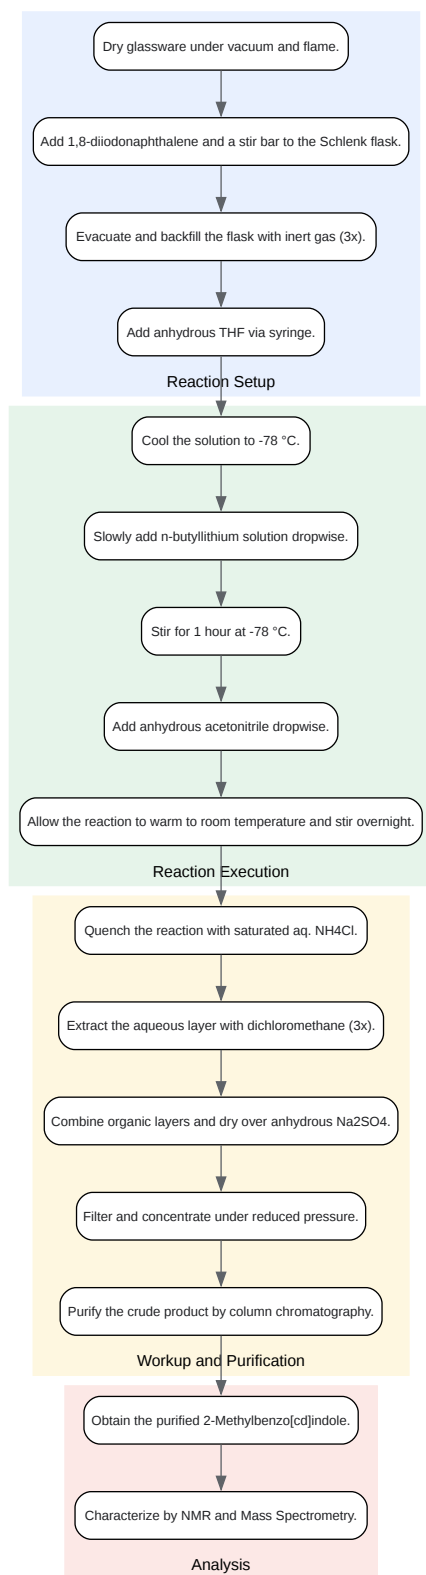 Dry glassware under vacuum and flame.
Add 1,8-diiodonaphthalene and a stir bar to the Schlenk flask.
Evacuate and backfill the flask with inert gas (3x).
Add anhydrous THF via syringe.
Reaction Setup
Cool the solution to -78 °C.
Slowly add n-butyllithium solution dropwise.
Stir for 1 hour at -78 °C.
Add anhydrous acetonitrile dropwise.
Allow the reaction to warm to room temperature and stir overnight.
Reaction Execution
Quench the reaction with saturated aq. NH4Cl.
Extract the aqueous layer with dichloromethane (3x).
Combine organic layers and dry over anhydrous Na2SO4.
Filter and concentrate under reduced pressure.
Purify the crude product by column chromatography.
Workup and Purification
Obtain the purified 2-Methylbenzo[cd]indole.
Characterize by NMR and Mass Spectrometry.
Analysis